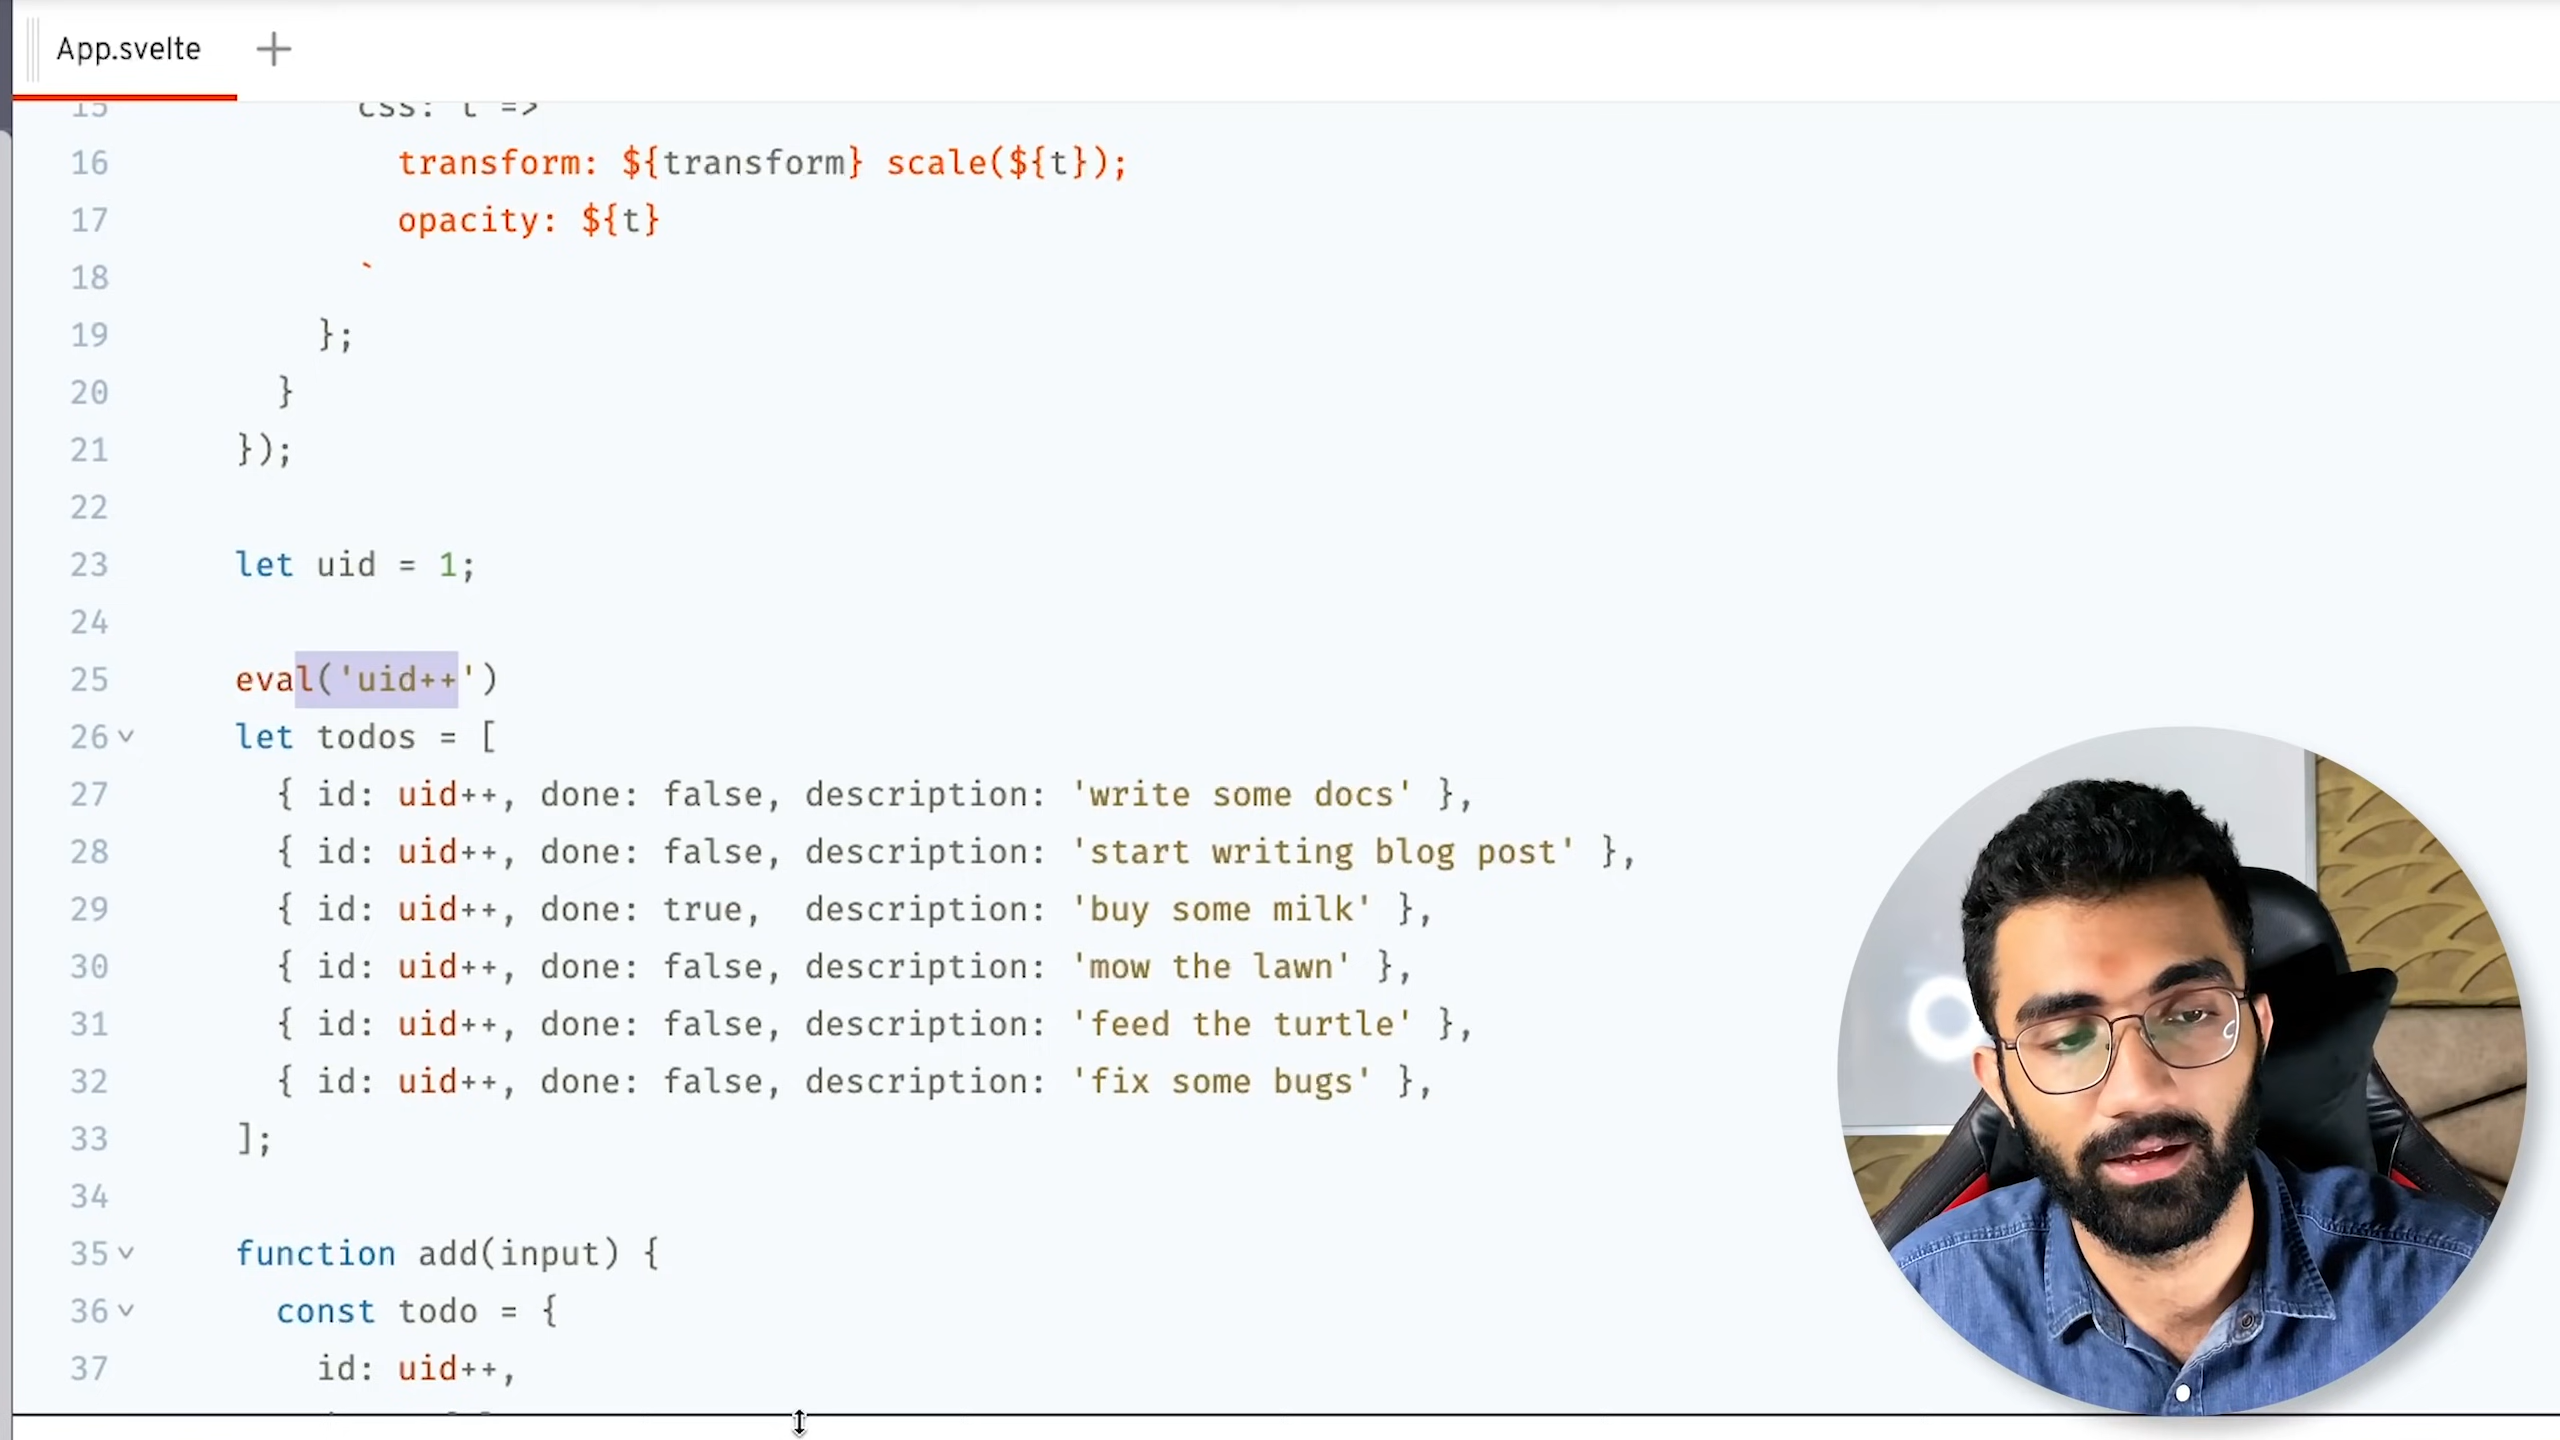 App.svelte +
15 css: t =>
16 transform: ${transform} scale(${t});
17 opacity: ${t}
18 `
19 };
20 }
21 });
22
23 let uid = 1;
24
25 eval('uid++')
26 let todos = [
27 { id: uid++, done: false, description: 'write some docs' },
28 { id: uid++, done: false, description: 'start writing blog post' },
29 { id: uid++, done: true, description: 'buy some milk' },
30 { id: uid++, done: false, description: 'mow the lawn' },
31 { id: uid++, done: false, description: 'feed the turtle' },
32 { id: uid++, done: false, description: 'fix some bugs' },
33 ];
34
35 function add(input) {
36 const todo = {
37 id: uid++,